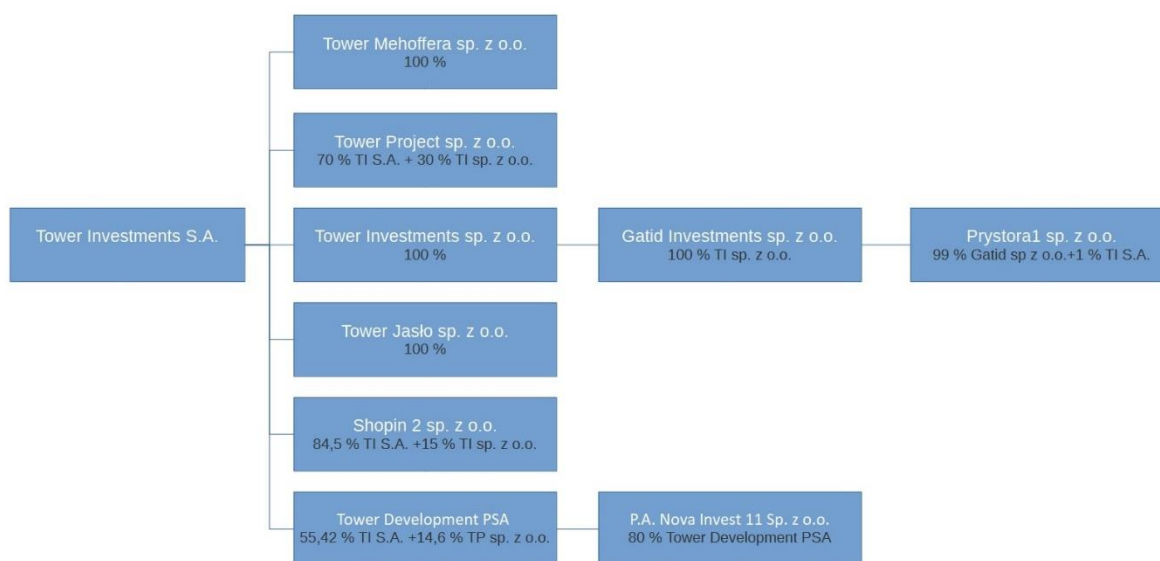 Tower Mehoffera sp. z o.o.
100 %
Tower Project sp. z o.o.
70 % TI S.A. + 30 % TI sp. z o.o.
Tower Investments S.A.
Tower Investments sp. z o.o.
100 %
Gatid Investments sp. z o.o.
100 % TI sp. z o.o.
Prystora1 sp. z o.o.
99 % Gatid sp z o.o.+1 % TI S.A.
Tower Jasło sp. z o.o.
100 %
Shopin 2 sp. z o.o.
84,5 % TI S.A. +15 % TI sp. z o.o.
Tower Development PSA
55,42 % TI S.A. +14,6 % TP sp. z o.o.
P.A. Nova Invest 11 Sp. z o.o.
80 % Tower Development PSA